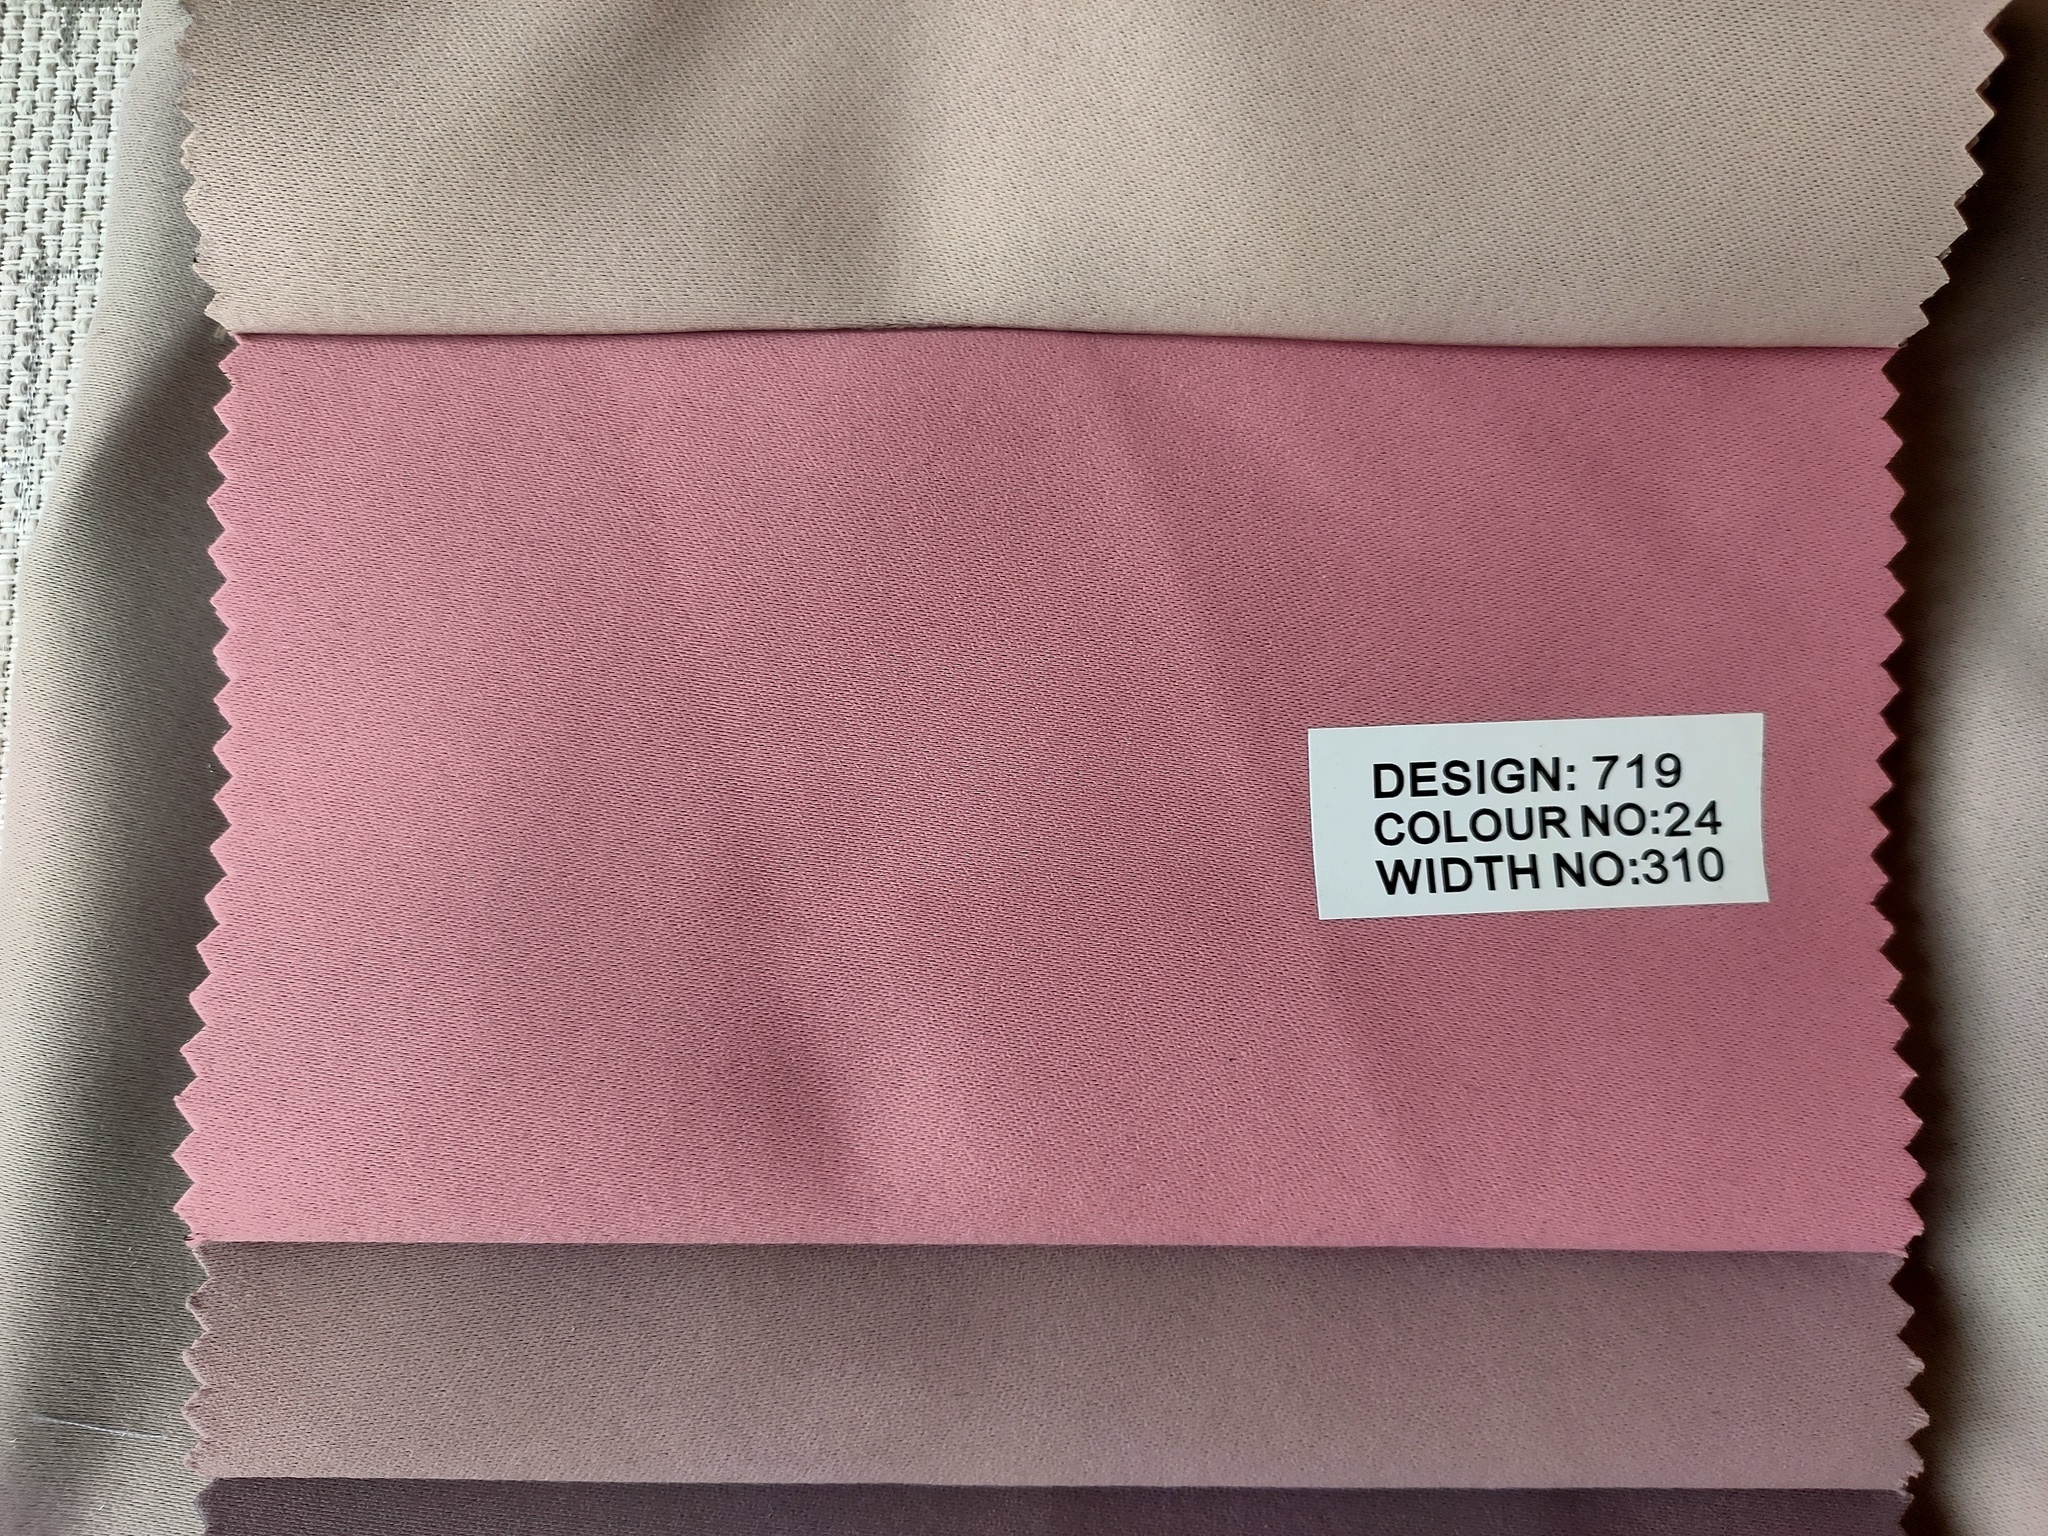 DESIGN: 719
COLOUR NO:24
WIDTH NO:310